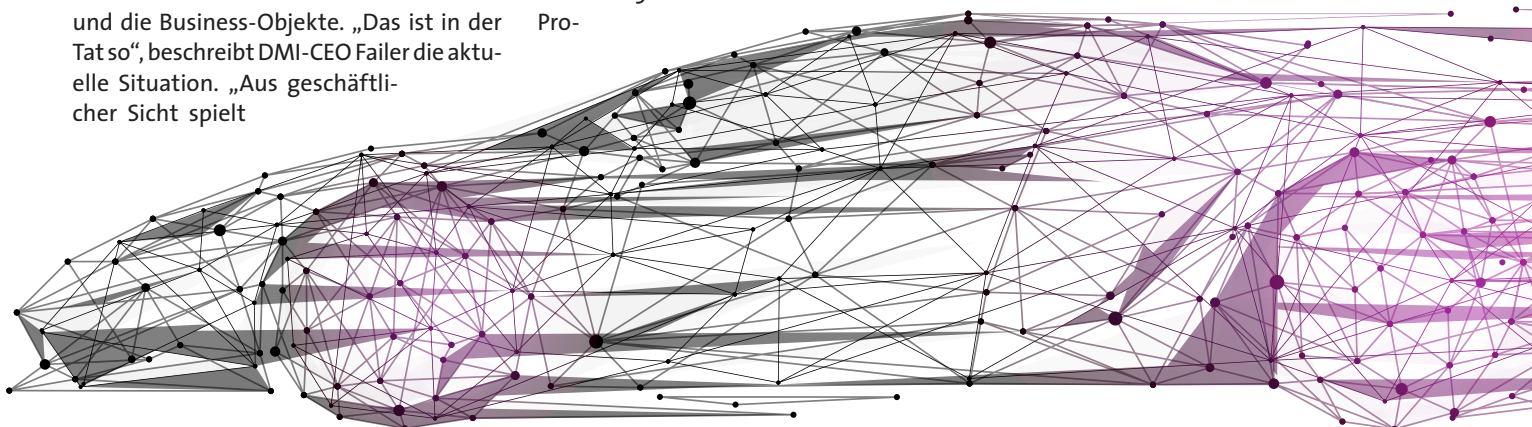 und die Business-Objekte. „Das ist in der
Tat so“, beschreibt DMI-CEO Failer die aktu-
elle Situation. „Aus geschäftli-
cher Sicht spielt
Pro-